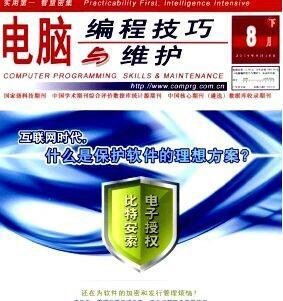 实用第一 智慧密集
Practicability First, Intelligence Intensive
电脑
编程技巧
与
维护
8
月
下
COMPUTER PROGRAMMING SKILLS & MAINTENANCE
http://www.comprg.com.cn
国家级科技期刊 中国学术期刊综合评价数据库统计源期刊 中国核心期刊(遴选)数据库收录期刊
互联网时代,
什么是保护软件的理想方案?
比特安索
电子授权
还在为软件的加密和发行管理烦恼?